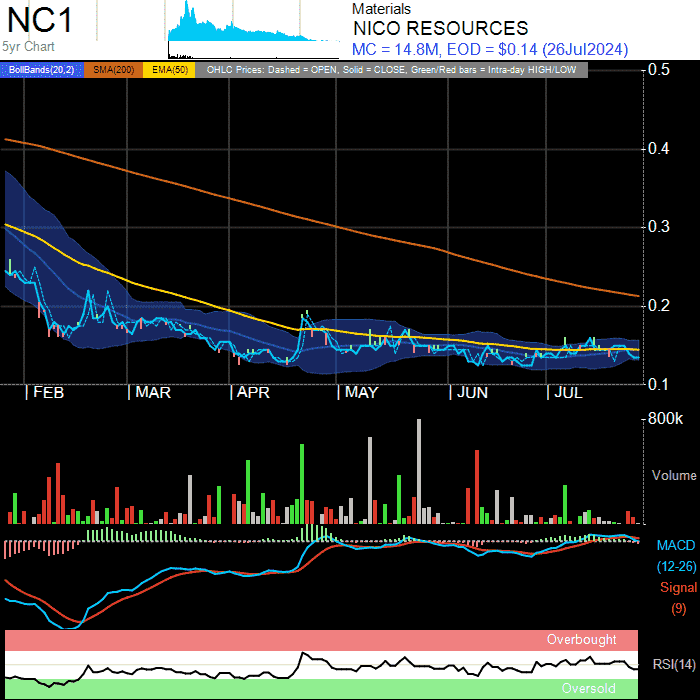 NC1
5yr Chart
Materials
NICO RESOURCES
MC = 14.8M, EOD = $0.14 (26Jul2024)
BollBands(20,2) SMA(200) EMA(50) OHLC Prices: Dashed = OPEN, Solid = CLOSE, Green/Red bars = Intra-day HIGH/LOW
0.5
0.4
0.3
0.2
0.1
FEB MAR APR MAY JUN JUL
800k
Volume
MACD
(12-26)
Signal
(9)
Overbought
RSI(14)
Oversold